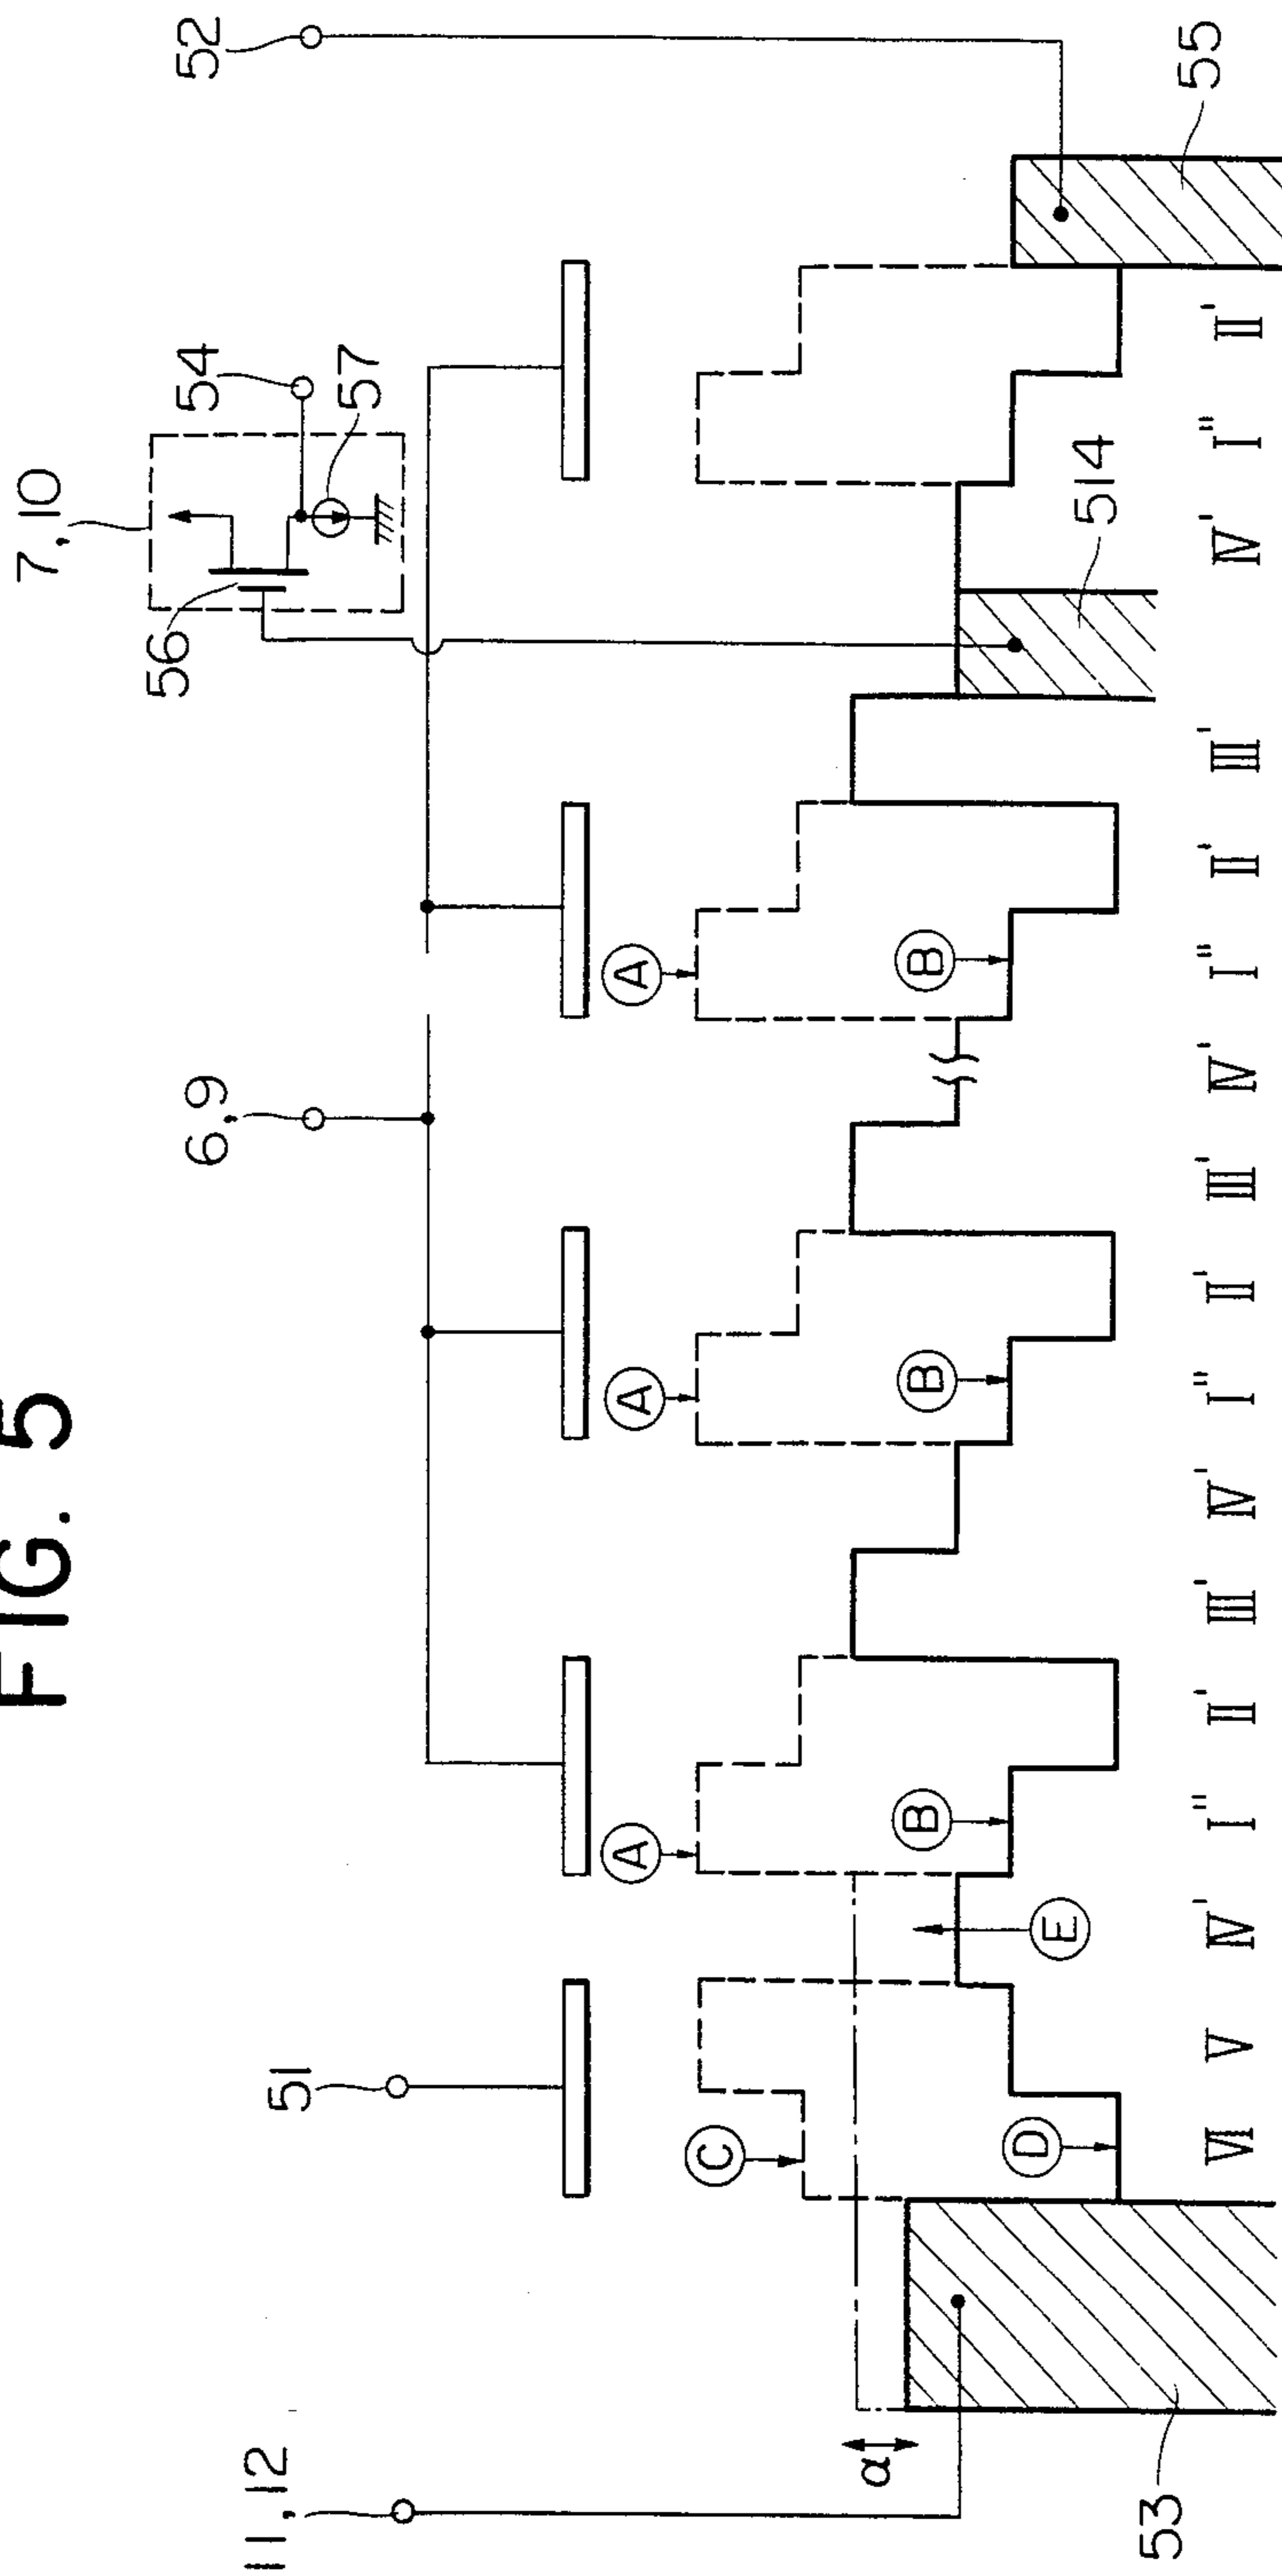 FIG. 5
11, 12
51
6, 9
7, 10
56
54
57
52
A
A
A
C
B
B
B
α
D
E
514
55
53
VI V IV' I'' II' III' IV' I'' II' III' IV' I'' II' III' IV' I'' II'